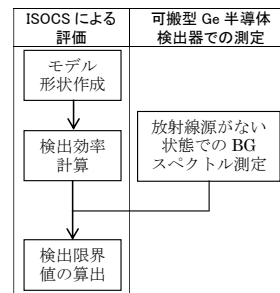 ISOCS による
評価
可搬型 Ge 半導体
検出器での測定
モデル
形状作成
検出効率
計算
放射線源がない
状態での BG
スペクトル測定
検出限界
値の算出